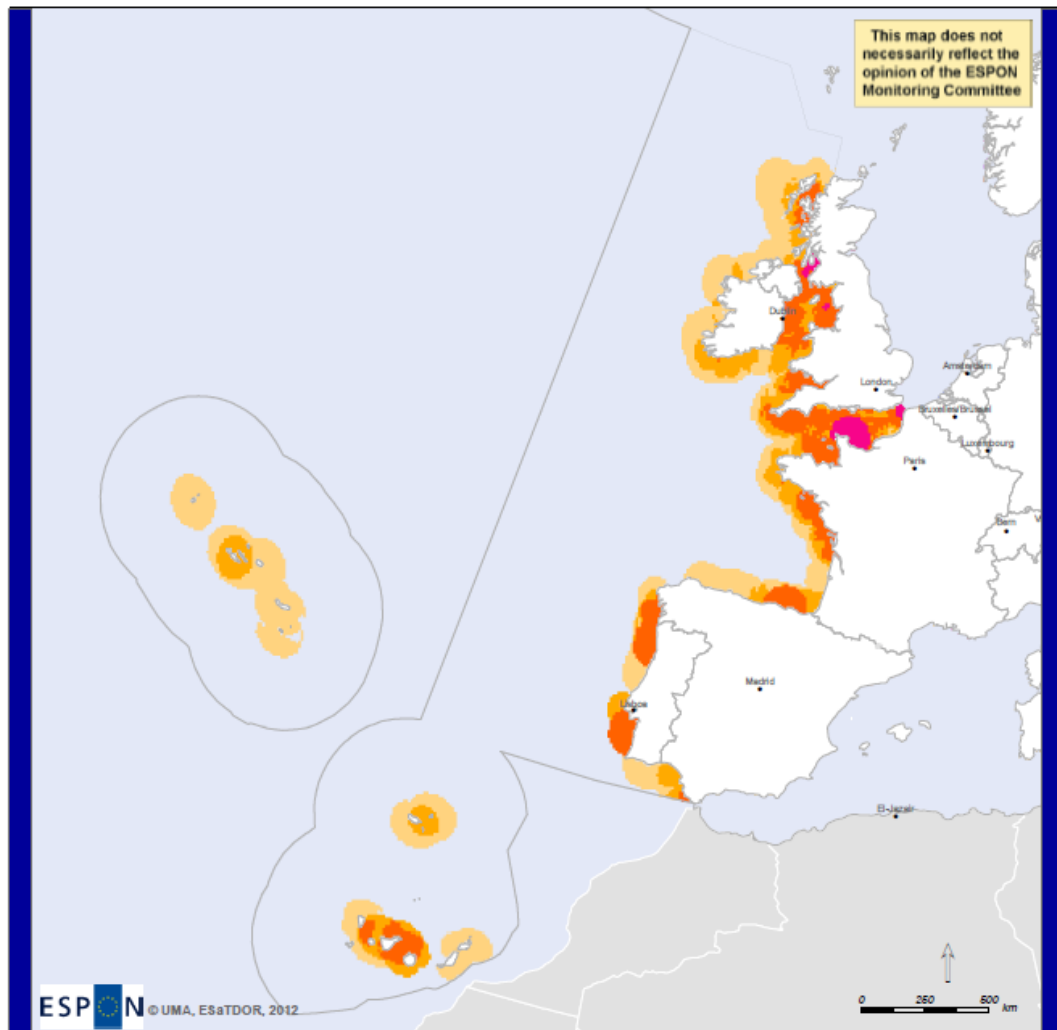 This map does not
necessarily reflect the
opinion of the ESPON
Monitoring Committee
Dublin
Amsterdam
London
Bruxelles/Brussel
Luxembourg
Paris
Bern
Madrid
Lisboa
El-Jazair
ESPON © UMA, ESaTDOR, 2012
0 250 500 km